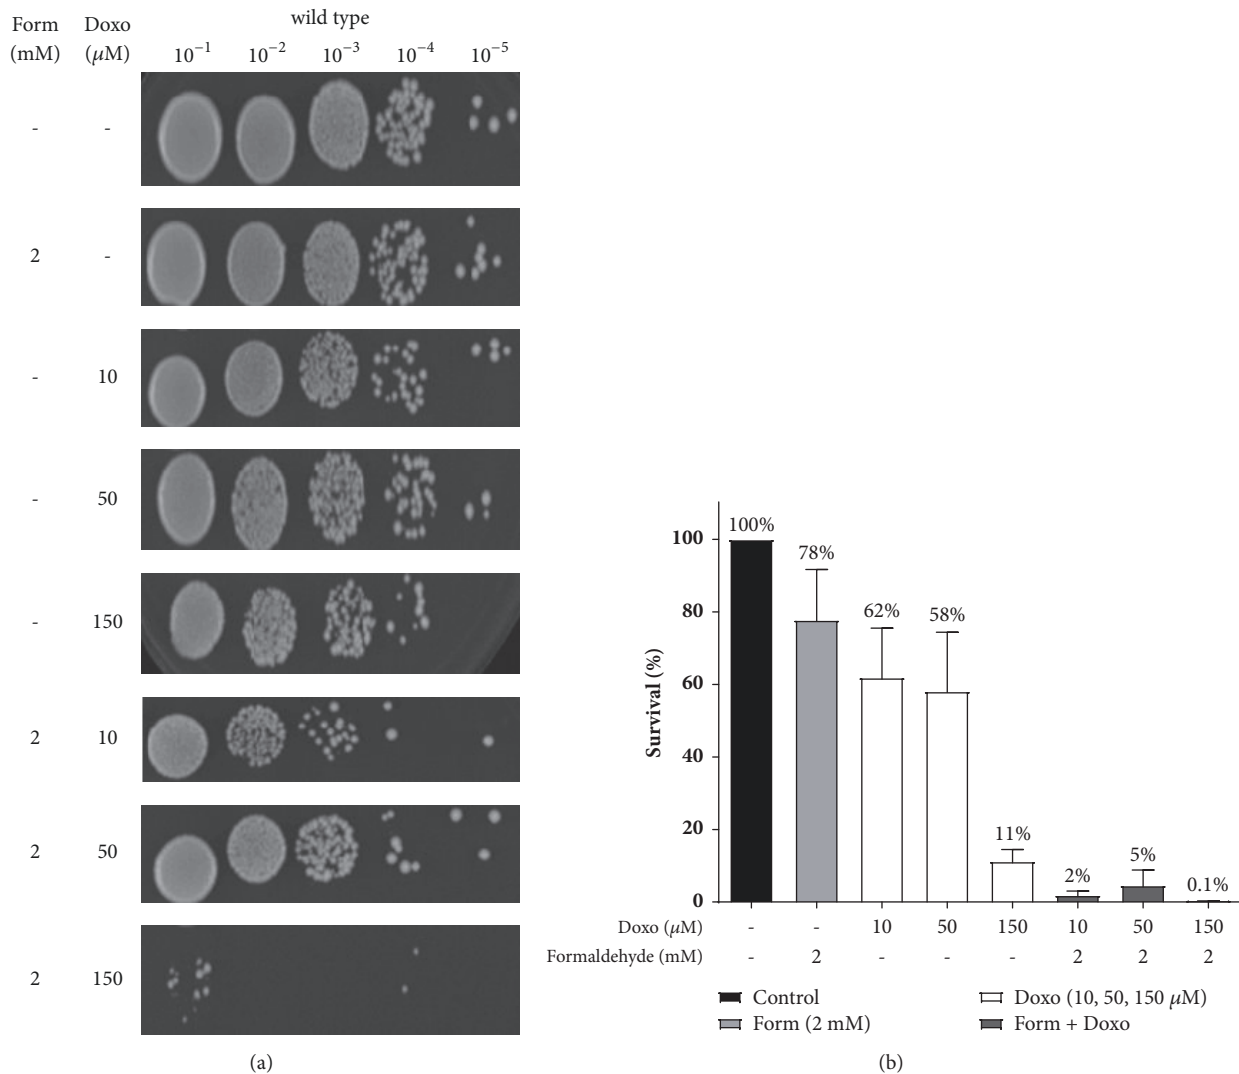 Form Doxo wild type
(mM) (μM) 10⁻¹ 10⁻² 10⁻³ 10⁻⁴ 10⁻⁵
- -
2 -
- 10
- 50
- 150
2 10
2 50
2 150
(a)
Survival (%)
100
80
60
40
20
0
100%
78%
62%
58%
11%
2%
5%
0.1%
Doxo (μM) - - 10 50 150 10 50 150
Formaldehyde (mM) - 2 - - - 2 2 2
Control
Form (2 mM)
Doxo (10, 50, 150 μM)
Form + Doxo
(b)